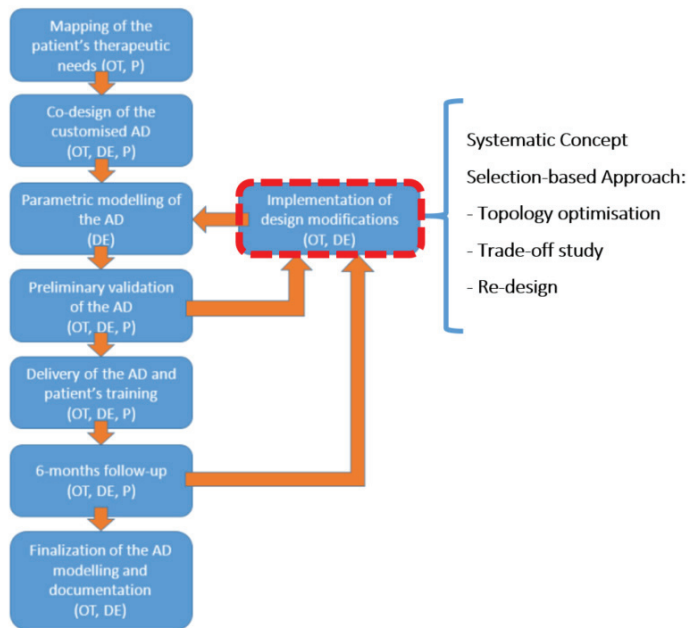 Mapping of the
patient's therapeutic
needs (OT, P)
Co-design of the
customised AD
(OT, DE, P)
Parametric modelling of
the AD
(DE)
Implementation of
design modifications
(OT, DE)
Preliminary validation
of the AD
(OT, DE, P)
Delivery of the AD and
patient's training
(OT, DE, P)
6-months follow-up
(OT, DE, P)
Finalization of the AD
modelling and
documentation
(OT, DE)
Systematic Concept
Selection-based Approach:
- Topology optimisation
- Trade-off study
- Re-design